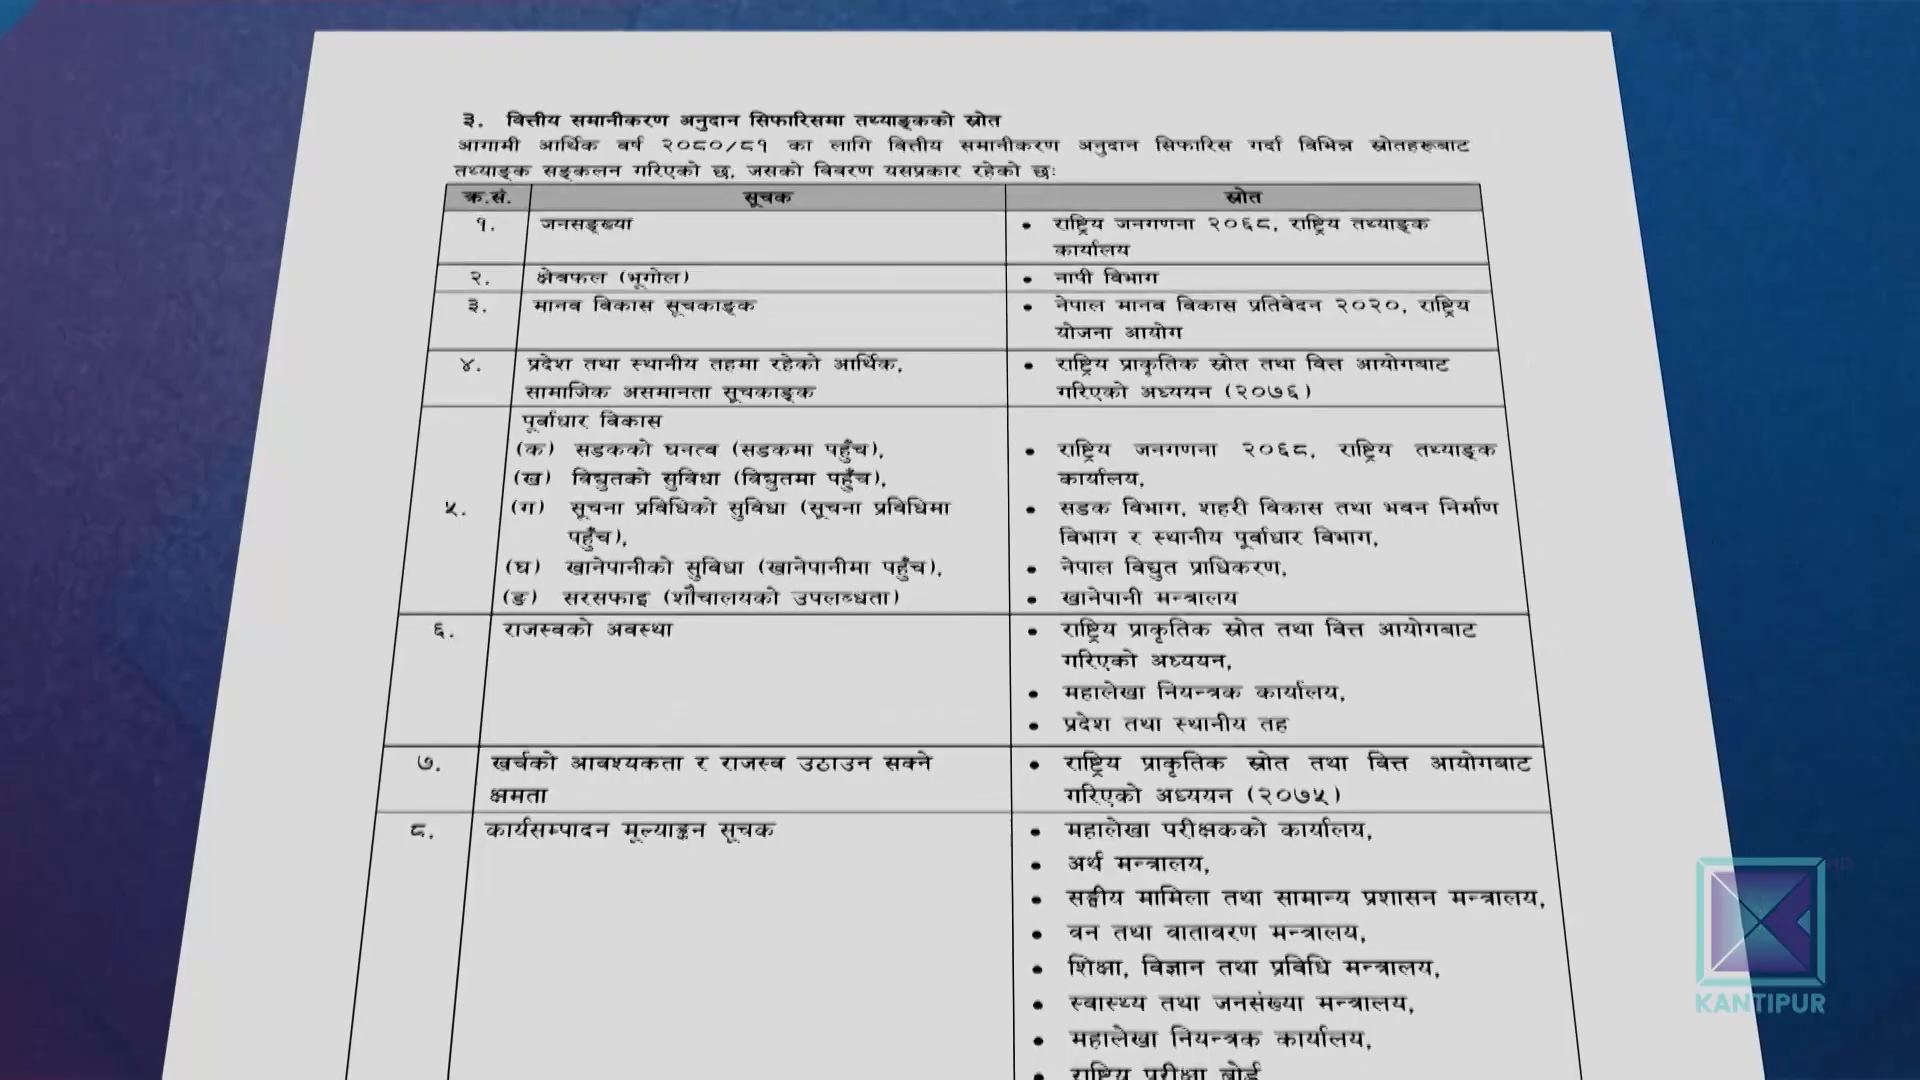 ३. वित्तीय समानीकरण अनुदान सिफारिसमा तथ्याङ्कको स्रोत
आगामी आर्थिक वर्ष २०८०/८१ का लागि वित्तीय समानीकरण अनुदान सिफारिस गर्दा विभिन्न स्रोतहरूबाट
तथ्याङ्क सङ्कलन गरिएको छ, जसको विवरण यसप्रकार रहेको छः
क्र.सं. सूचक स्रोत
१. जनसङ्ख्या • राष्ट्रिय जनगणना २०६८, राष्ट्रिय तथ्याङ्क
कार्यालय
२. क्षेत्रफल (भूगोल) • नापी विभाग
३. मानव विकास सूचकाङ्क • नेपाल मानव विकास प्रतिवेदन २०२०, राष्ट्रिय
योजना आयोग
४. प्रदेश तथा स्थानीय तहमा रहेको आर्थिक, • राष्ट्रिय प्राकृतिक स्रोत तथा वित्त आयोगबाट
सामाजिक असमानता सूचकाङ्क गरिएको अध्ययन (२०७६)
पूर्वाधार विकास
(क) सडकको घनत्व (सडकमा पहुँच), • राष्ट्रिय जनगणना २०६८, राष्ट्रिय तथ्याङ्क
(ख) विद्युतको सुविधा (विद्युतमा पहुँच), कार्यालय,
५. (ग) सूचना प्रविधिको सुविधा (सूचना प्रविधिमा • सडक विभाग, शहरी विकास तथा भवन निर्माण
पहुँच), विभाग र स्थानीय पूर्वाधार विभाग,
(घ) खानेपानीको सुविधा (खानेपानीमा पहुँच), • नेपाल विद्युत प्राधिकरण,
(ङ) सरसफाइ (शौचालयको उपलब्धता) • खानेपानी मन्त्रालय
६. राजस्वको अवस्था • राष्ट्रिय प्राकृतिक स्रोत तथा वित्त आयोगबाट
गरिएको अध्ययन,
• महालेखा नियन्त्रक कार्यालय,
• प्रदेश तथा स्थानीय तह
७. खर्चको आवश्यकता र राजस्व उठाउन सक्ने • राष्ट्रिय प्राकृतिक स्रोत तथा वित्त आयोगबाट
क्षमता गरिएको अध्ययन (२०७५)
८. कार्यसम्पादन मूल्याङ्कन सूचक • महालेखा परीक्षकको कार्यालय,
• अर्थ मन्त्रालय,
• सङ्घीय मामिला तथा सामान्य प्रशासन मन्त्रालय,
• वन तथा वातावरण मन्त्रालय,
• शिक्षा, विज्ञान तथा प्रविधि मन्त्रालय,
• स्वास्थ्य तथा जनसंख्या मन्त्रालय,
• महालेखा नियन्त्रक कार्यालय,
• राष्ट्रिय परीक्षा बोर्ड
HD
KANTIPUR